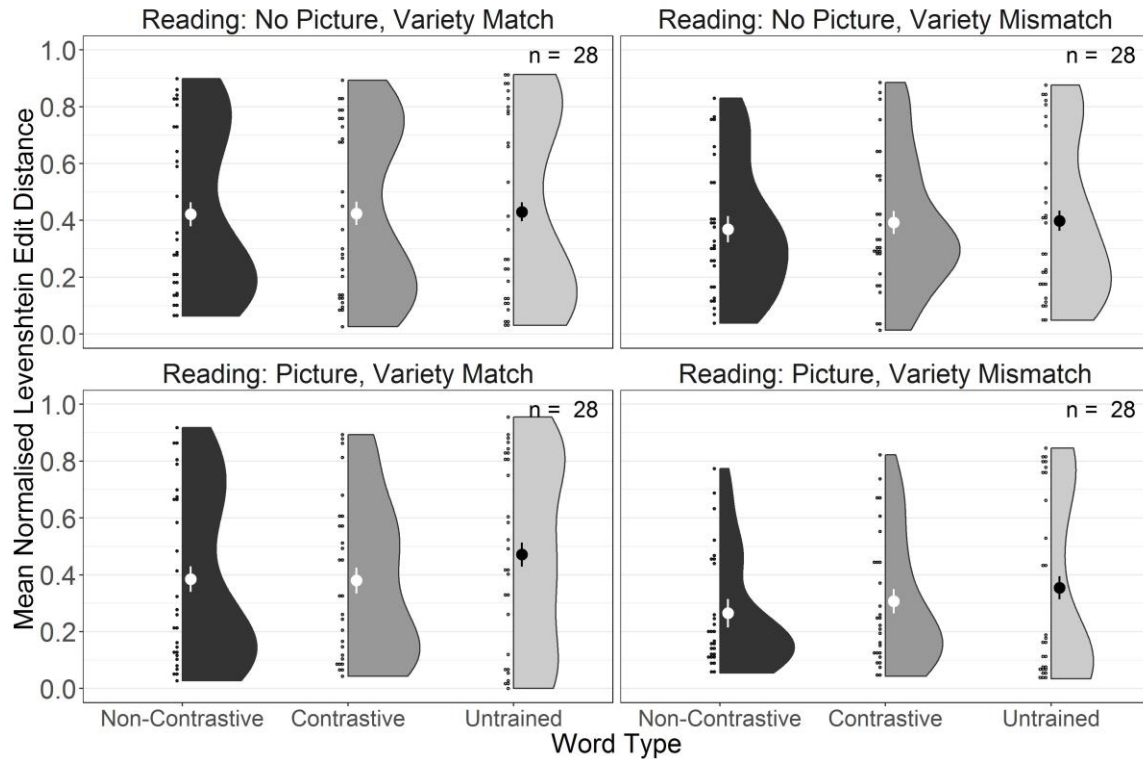 Reading: No Picture, Variety Match
Reading: No Picture, Variety Mismatch
n = 28
n = 28
1.0
0.8
0.6
0.4
0.2
0.0
Mean Normalised Levenshtein Edit Distance
Reading: Picture, Variety Match
Reading: Picture, Variety Mismatch
n = 28
n = 28
1.0
0.8
0.6
0.4
0.2
0.0
Non-Contrastive Contrastive Untrained
Non-Contrastive Contrastive Untrained
Word Type